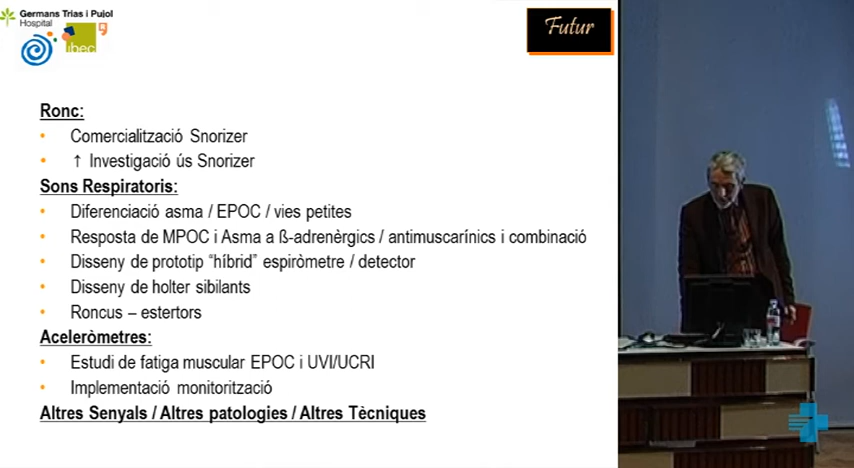 Germans Trias i Pujol
Hospital
ibec
Futur
Ronc:
• Comercialització Snorizer
• ↑ Investigació ús Snorizer
Sons Respiratoris:
• Diferenciació asma / EPOC / vies petites
• Resposta de MPOC i Asma a ß-adrenèrgics / antimuscarínics i combinació
• Disseny de prototip “híbrid” espiròmetre / detector
• Disseny de holter sibilants
• Roncus – estertors
Aceleròmetres:
• Estudi de fatiga muscular EPOC i UVI/UCRI
• Implementació monitorització
Altres Senyals / Altres patologies / Altres Tècniques